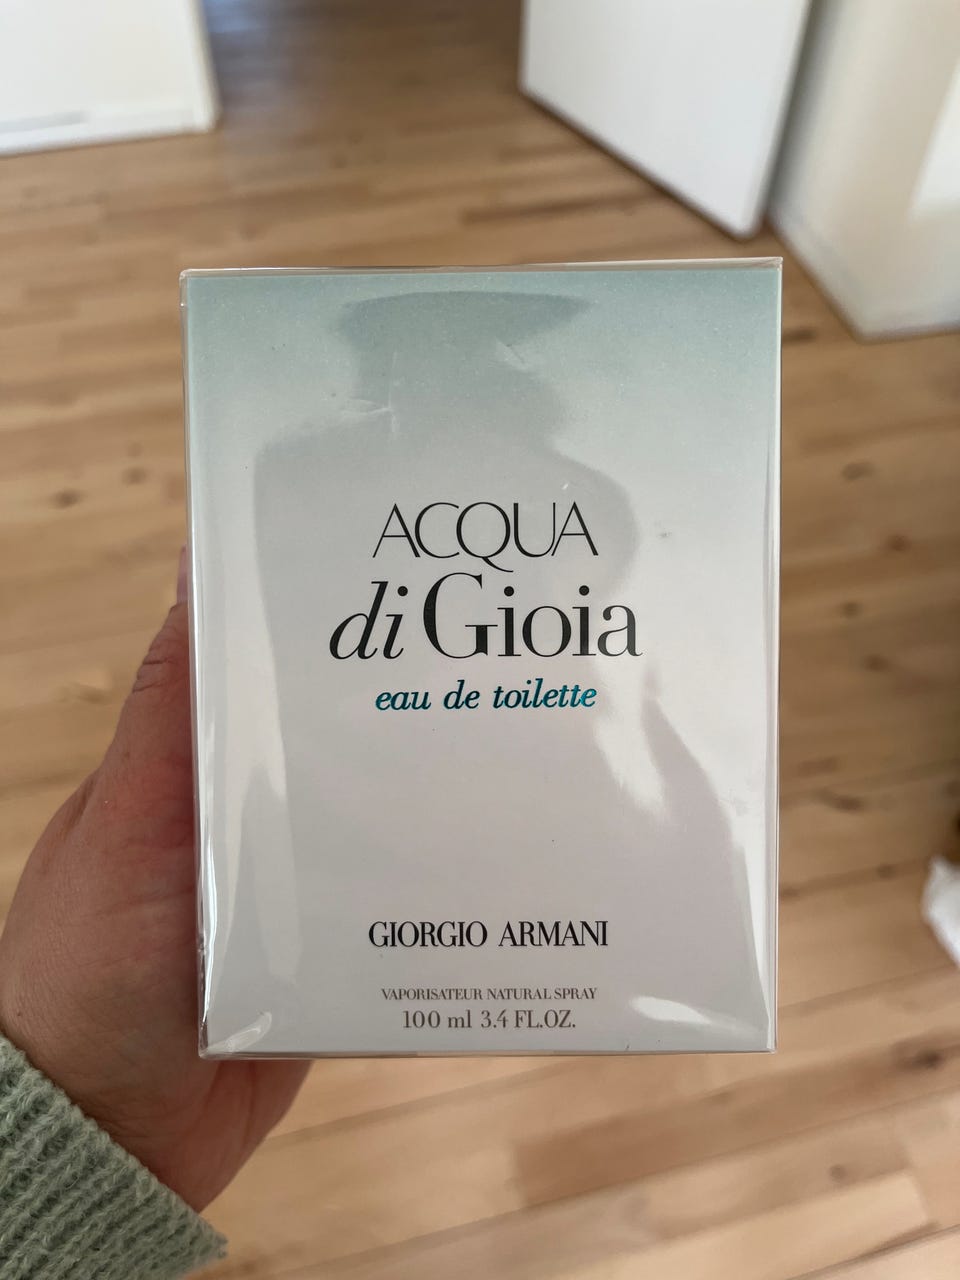 ACQUA
di Gioia
eau de toilette
GIORGIO ARMANI
VAPORISATEUR NATURAL SPRAY
100 ml 3.4 FL.OZ.